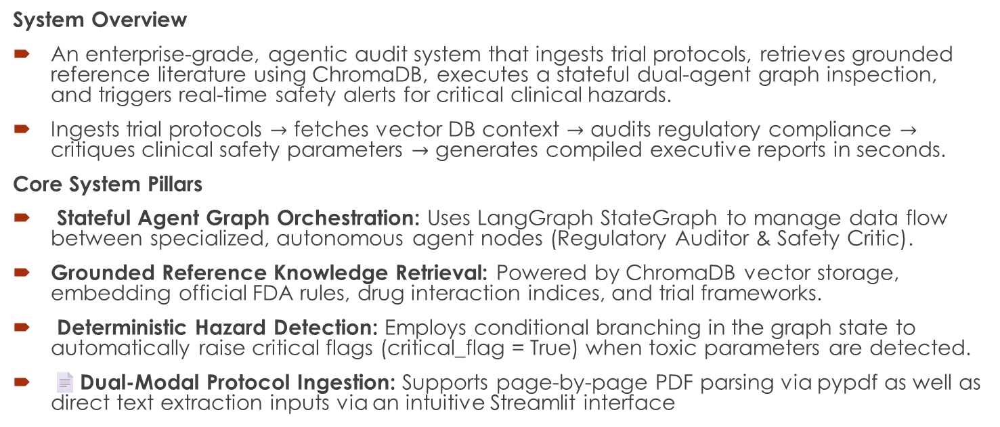 System Overview
An enterprise-grade, agentic audit system that ingests trial protocols, retrieves grounded
reference literature using ChromaDB, executes a stateful dual-agent graph inspection,
and triggers real-time safety alerts for critical clinical hazards.
Ingests trial protocols → fetches vector DB context → audits regulatory compliance →
critiques clinical safety parameters → generates compiled executive reports in seconds.
Core System Pillars
Stateful Agent Graph Orchestration: Uses LangGraph StateGraph to manage data flow
between specialized, autonomous agent nodes (Regulatory Auditor & Safety Critic).
Grounded Reference Knowledge Retrieval: Powered by ChromaDB vector storage,
embedding official FDA rules, drug interaction indices, and trial frameworks.
Deterministic Hazard Detection: Employs conditional branching in the graph state to
automatically raise critical flags (critical_flag = True) when toxic parameters are detected.
Dual-Modal Protocol Ingestion: Supports page-by-page PDF parsing via pypdf as well as
direct text extraction inputs via an intuitive Streamlit interface